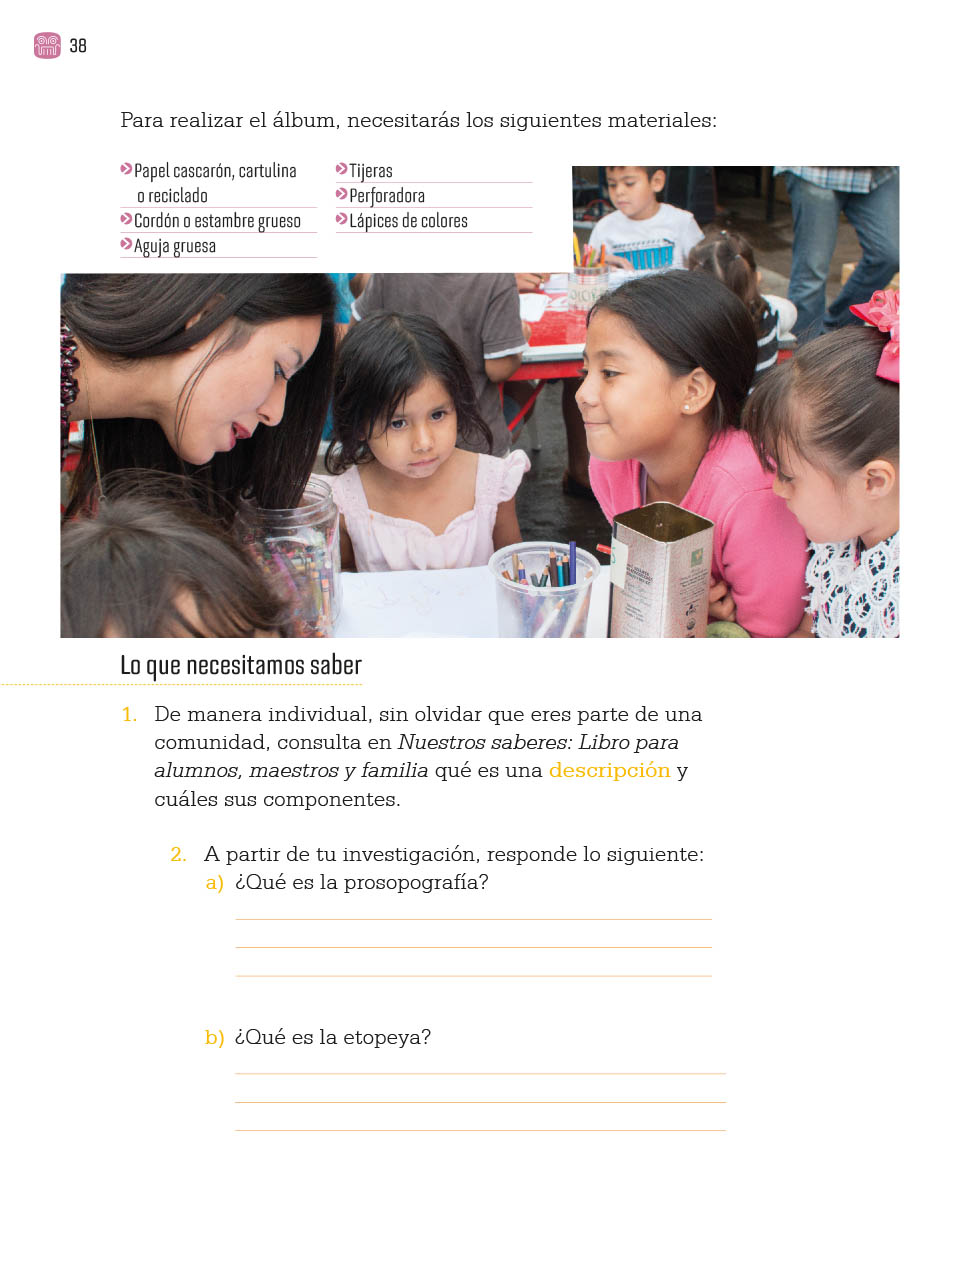 38
Para realizar el álbum, necesitarás los siguientes materiales:
Papel cascarón, cartulina
o reciclado
Cordón o estambre grueso
Aguja gruesa
Tijeras
Perforadora
Lápices de colores
Lo que necesitamos saber
1. De manera individual, sin olvidar que eres parte de una
comunidad, consulta en Nuestros saberes: Libro para
alumnos, maestros y familia qué es una descripción y
cuáles sus componentes.
2. A partir de tu investigación, responde lo siguiente:
a) ¿Qué es la prosopografía?
b) ¿Qué es la etopeya?